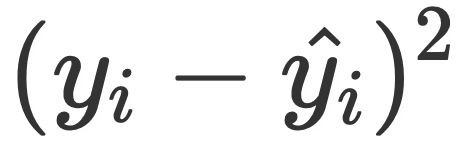 (yᵢ − ŷᵢ)²